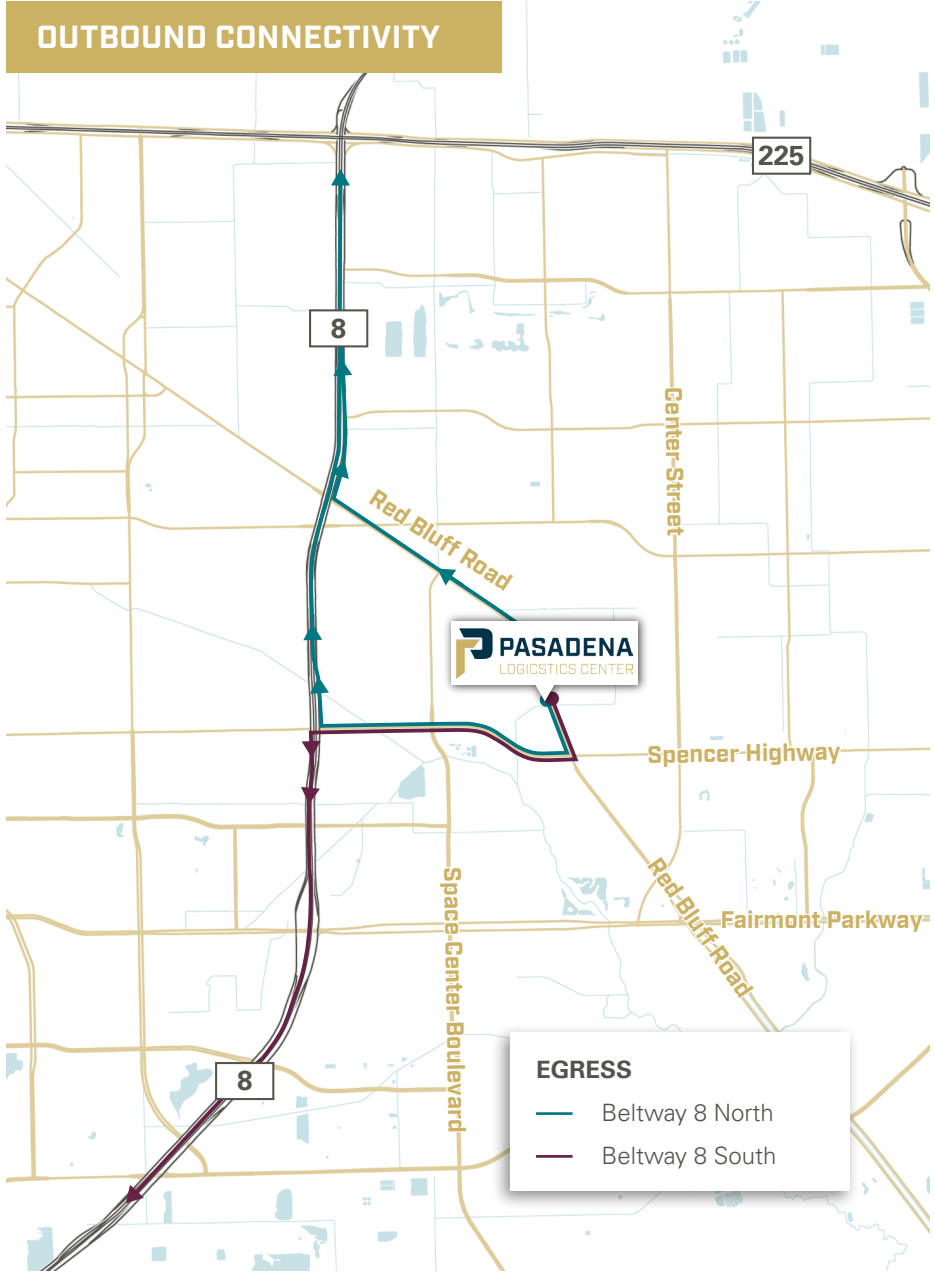 OUTBOUND CONNECTIVITY
225
8
Center Street
Red Bluff Road
PASADENA
LOGICSTICS CENTER
Spencer Highway
Red Bluff Road
Space Center Boulevard
Fairmont Parkway
8
EGRESS
Beltway 8 North
Beltway 8 South